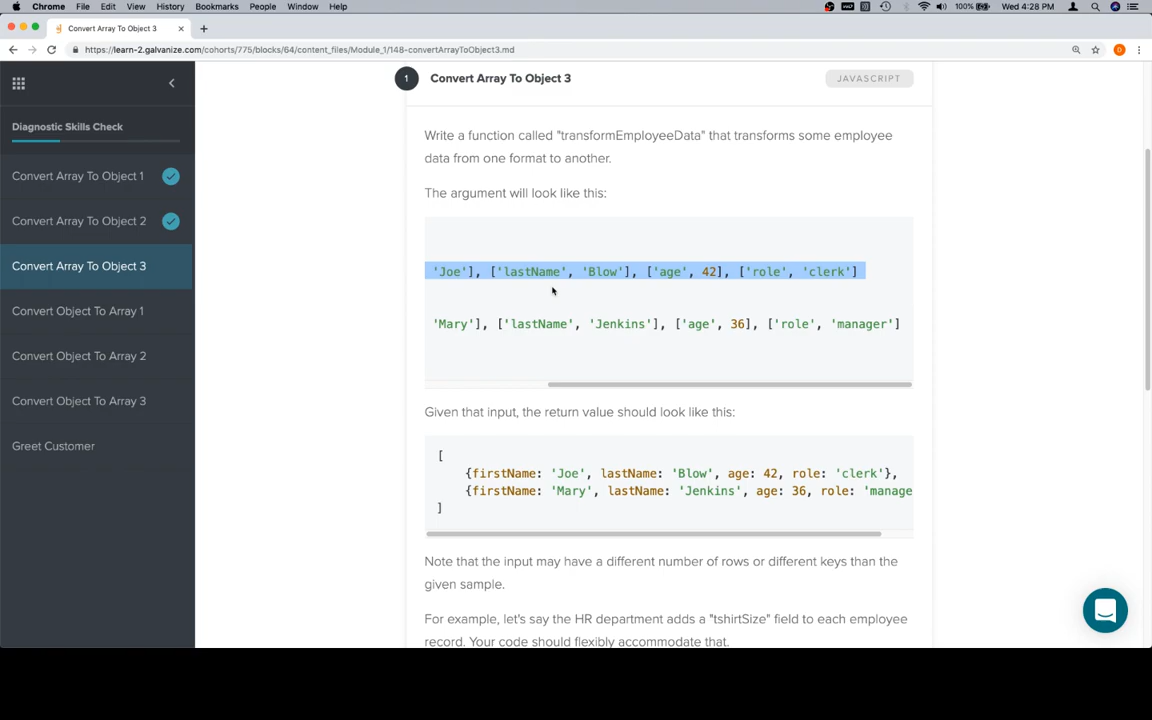 Chrome File Edit View History Bookmarks People Window Help 100% Wed 4:28 PM
Convert Array To Object 3
https://learn-2.galvanize.com/cohorts/775/blocks/64/content_files/Module_1/148-convertArrayToObject3.md
Diagnostic Skills Check
Convert Array To Object 1
Convert Array To Object 2
Convert Array To Object 3
Convert Object To Array 1
Convert Object To Array 2
Convert Object To Array 3
Greet Customer
1 Convert Array To Object 3 JAVASCRIPT
Write a function called "transformEmployeeData" that transforms some employee
data from one format to another.
The argument will look like this:
'Joe'], ['lastName', 'Blow'], ['age', 42], ['role', 'clerk']
'Mary'], ['lastName', 'Jenkins'], ['age', 36], ['role', 'manager']
Given that input, the return value should look like this:
[
{firstName: 'Joe', lastName: 'Blow', age: 42, role: 'clerk'},
{firstName: 'Mary', lastName: 'Jenkins', age: 36, role: 'manage
]
Note that the input may have a different number of rows or different keys than the
given sample.
For example, let's say the HR department adds a "tshirtSize" field to each employee
record. Your code should flexibly accommodate that.